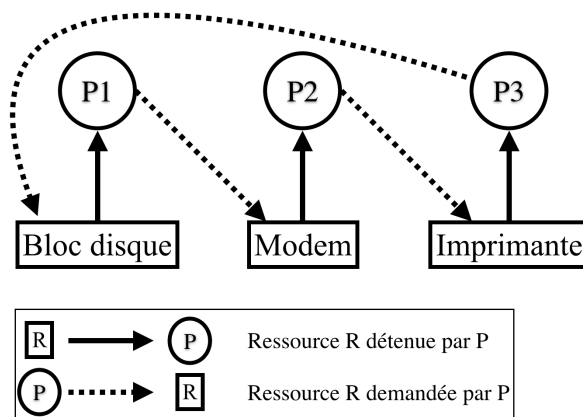 P1 P2 P3
Bloc disque Modem Imprimante
R P Ressource R détenue par P
P R Ressource R demandée par P